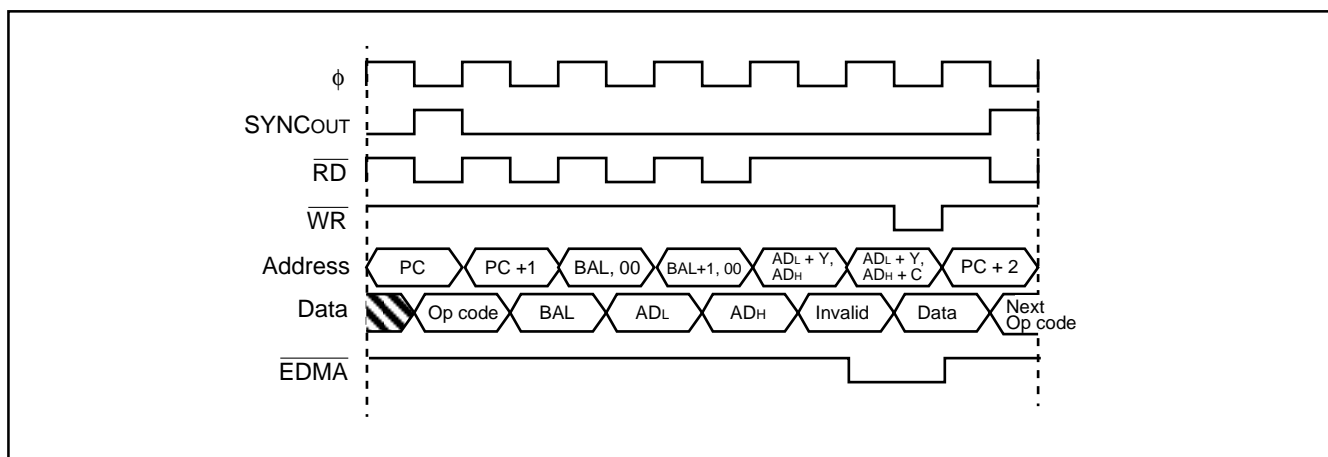 ϕ
SYNCOUT
RD
WR
Address
PC
PC +1
BAL, 00
BAL+1, 00
ADL + Y,
ADH
ADL + Y,
ADH + C
PC + 2
Data
Op code
BAL
ADL
ADH
Invalid
Data
Next
Op code
EDMA